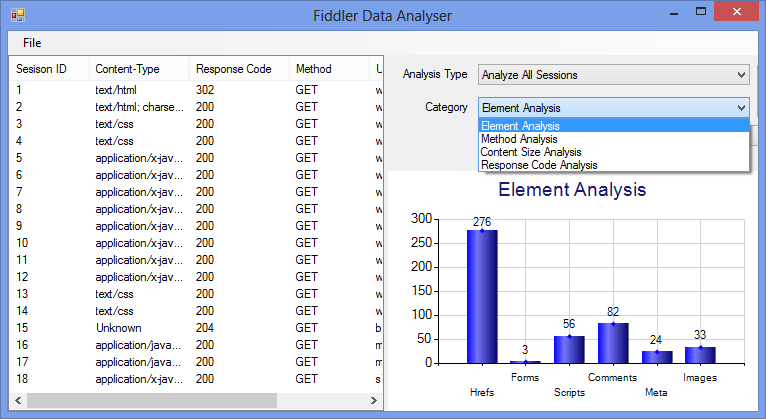 Fiddler Data Analyser
File
Sesison ID Content-Type Response Code Method U
1 text/html 302 GET w
2 text/html; charse... 200 GET w
3 text/css 200 GET w
4 text/css 200 GET w
5 application/x-jav... 200 GET w
6 application/x-jav... 200 GET w
7 application/x-jav... 200 GET w
8 application/x-jav... 200 GET w
9 application/x-jav... 200 GET w
10 application/x-jav... 200 GET w
11 application/x-jav... 200 GET w
12 application/x-jav... 200 GET w
13 text/css 200 GET w
14 text/css 200 GET w
15 Unknown 204 GET b
16 application/java... 200 GET m
17 application/java... 200 GET m
18 application/x-jav... 200 GET s
Analysis Type Analyze All Sessions
Category Element Analysis
Element Analysis
Method Analysis
Content Size Analysis
Response Code Analysis
Element Analysis
300
250
200
150
100
50
0
276
3
56
82
24
33
Forms Comments Images
Hrefs Scripts Meta